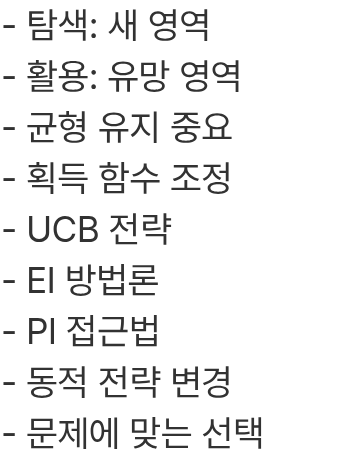 - 탐색: 새 영역
- 활용: 유망 영역
- 균형 유지 중요
- 획득 함수 조정
- UCB 전략
- EI 방법론
- PI 접근법
- 동적 전략 변경
- 문제에 맞는 선택